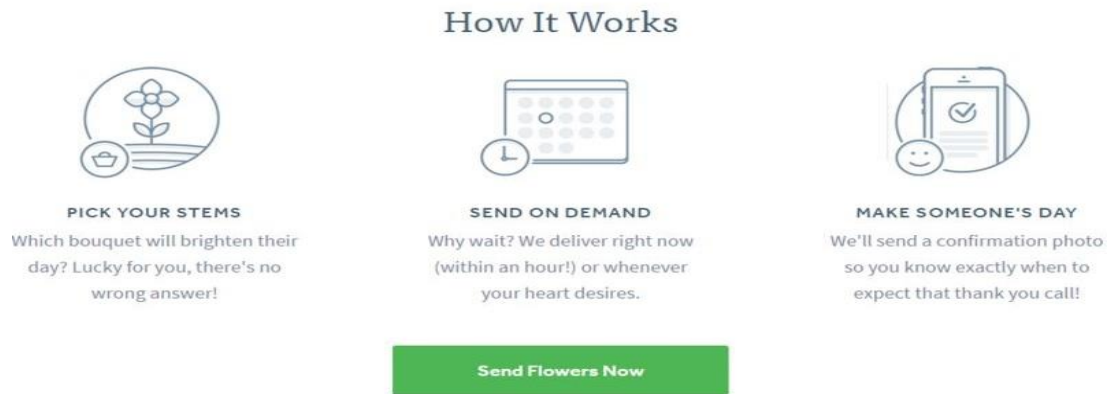 How It Works
PICK YOUR STEMS
Which bouquet will brighten their
day? Lucky for you, there's no
wrong answer!
SEND ON DEMAND
Why wait? We deliver right now
(within an hour!) or whenever
your heart desires.
MAKE SOMEONE'S DAY
We'll send a confirmation photo
so you know exactly when to
expect that thank you call!
Send Flowers Now